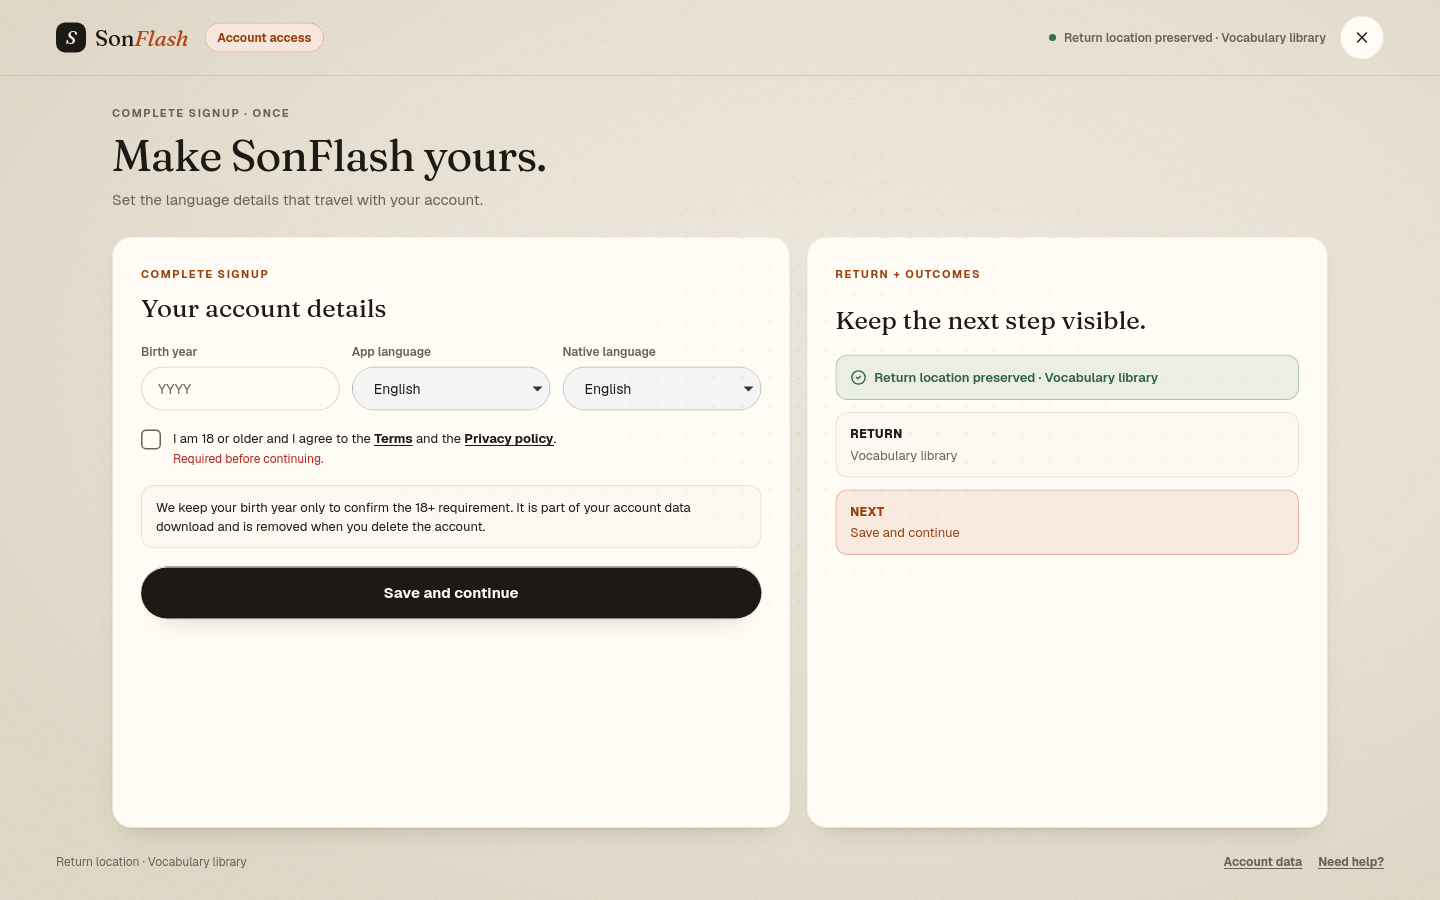 S SonFlash
Account access
Return location preserved · Vocabulary library
COMPLETE SIGNUP · ONCE
Make SonFlash yours.
Set the language details that travel with your account.
COMPLETE SIGNUP
Your account details
Birth year
YYYY
App language
English
Native language
English
I am 18 or older and I agree to the Terms and the Privacy policy.
Required before continuing.
We keep your birth year only to confirm the 18+ requirement. It is part of your account data
download and is removed when you delete the account.
Save and continue
RETURN + OUTCOMES
Keep the next step visible.
Return location preserved · Vocabulary library
RETURN
Vocabulary library
NEXT
Save and continue
Return location · Vocabulary library
Account data
Need help?